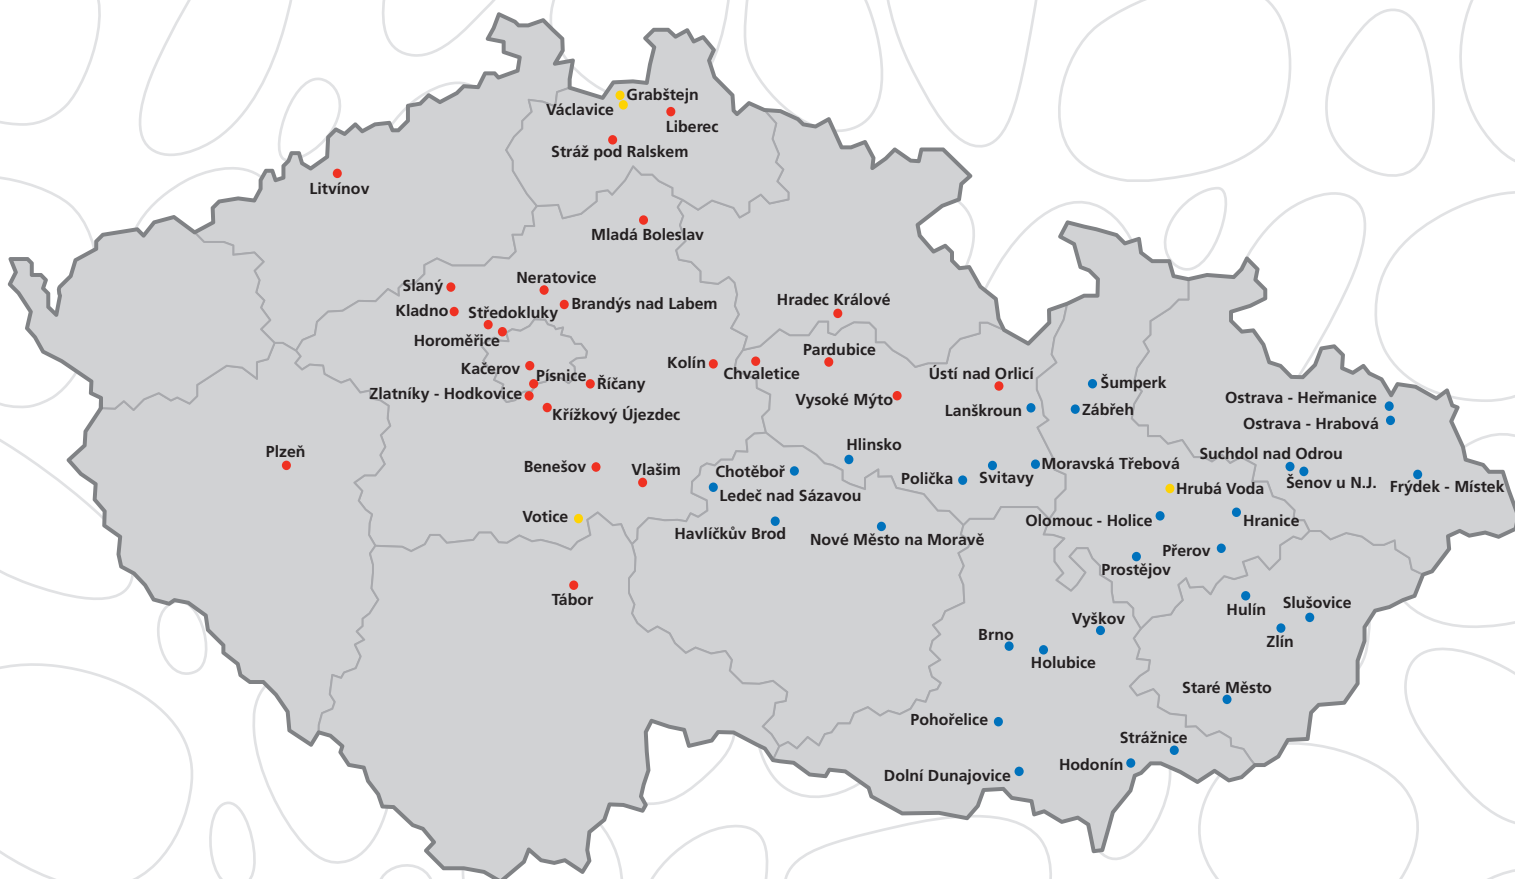 Grabštejn
Václavice
Liberec
Stráž pod Ralskem
Litvínov
Mladá Boleslav
Neratovice
Slaný
Brandýs nad Labem
Hradec Králové
Kladno
Středokluky
Horoměřice
Pardubice
Kolín
Chvaletice
Kačerov
Písnice
Říčany
Ústí nad Orlicí
Šumperk
Zlatníky - Hodkovice
Vysoké Mýto
Lanškroun
Zábřeh
Ostrava - Heřmanice
Křížkový Újezdec
Ostrava - Hrabová
Plzeň
Hlinsko
Suchdol nad Odrou
Benešov
Vlašim
Chotěboř
Moravská Třebová
Polička
Svitavy
Šenov u N.J.
Frýdek - Místek
Ledeč nad Sázavou
Hrubá Voda
Votice
Olomouc - Holice
Hranice
Havlíčkův Brod
Nové Město na Moravě
Přerov
Prostějov
Tábor
Hulín
Slušovice
Vyškov
Brno
Zlín
Holubice
Staré Město
Pohořelice
Strážnice
Hodonín
Dolní Dunajovice